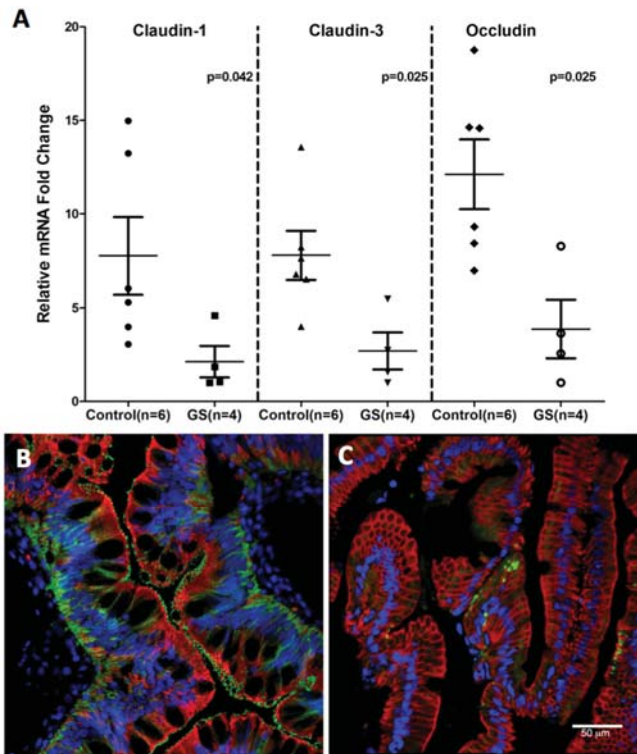 A
Claudin-1 Claudin-3 Occludin
p=0.042 p=0.025 p=0.025
20
15
10
5
0
Relative mRNA Fold Change
Control(n=6) GS(n=4) Control(n=6) GS(n=4) Control(n=6) GS(n=4)
B C
50 µm